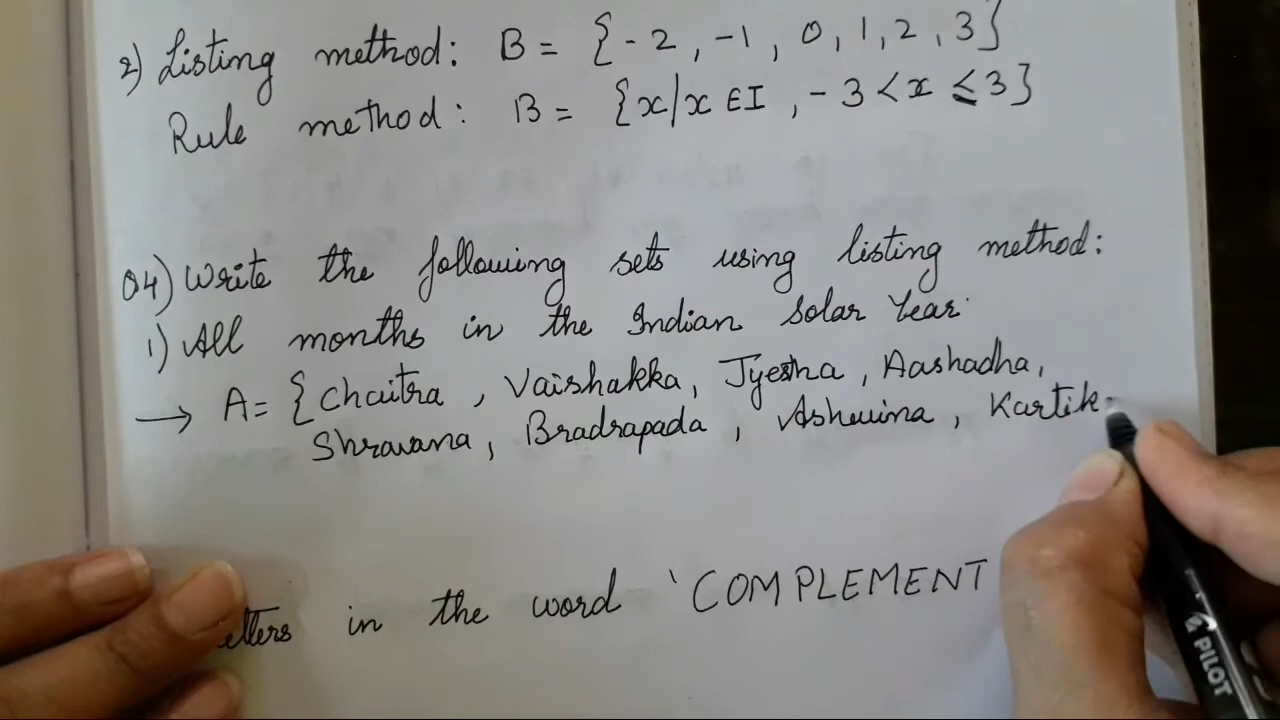 2) Listing method: B = {-2, -1, 0, 1, 2, 3}
Rule method: B = {x/x ∈ I, -3 < x ≤ 3}
Q4) Write the following sets using listing method:
1) All months in the Indian Solar Year.
→ A = {Chaitra, Vaishakka, Jyestha, Aashadha,
Shravana, Bradrapada, Ashwina, Kartik
etters in the word 'COMPLEMENT
PILOT